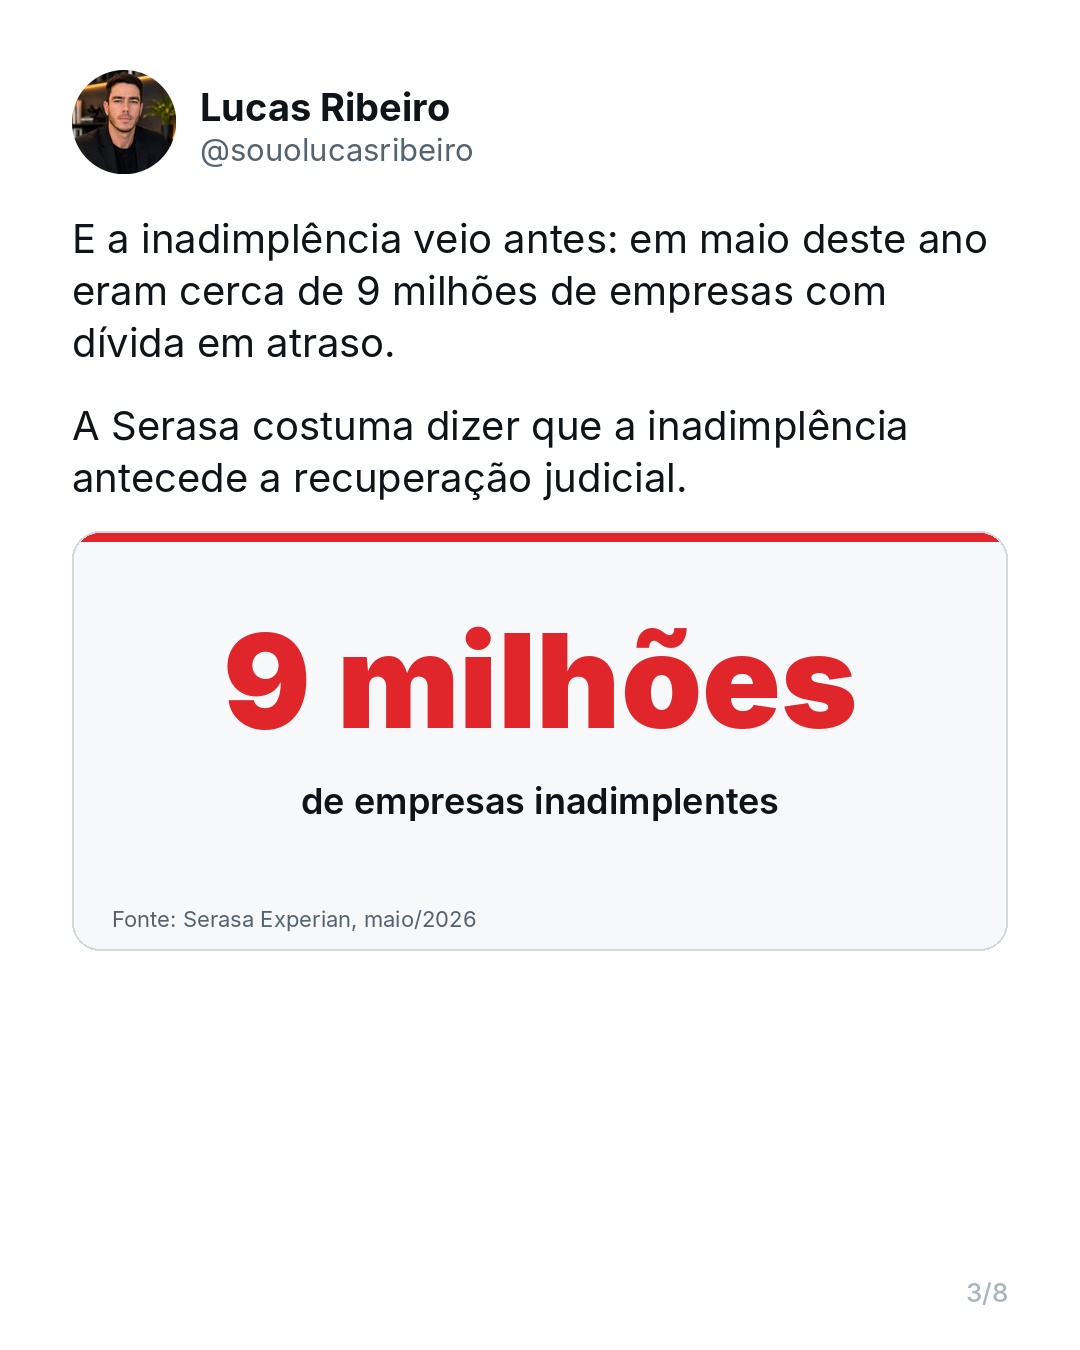 Lucas Ribeiro
@souolucasribeiro
E a inadimplência veio antes: em maio deste ano
eram cerca de 9 milhões de empresas com
dívida em atraso.
A Serasa costuma dizer que a inadimplência
antecede a recuperação judicial.
9 milhões
de empresas inadimplentes
Fonte: Serasa Experian, maio/2026
3/8